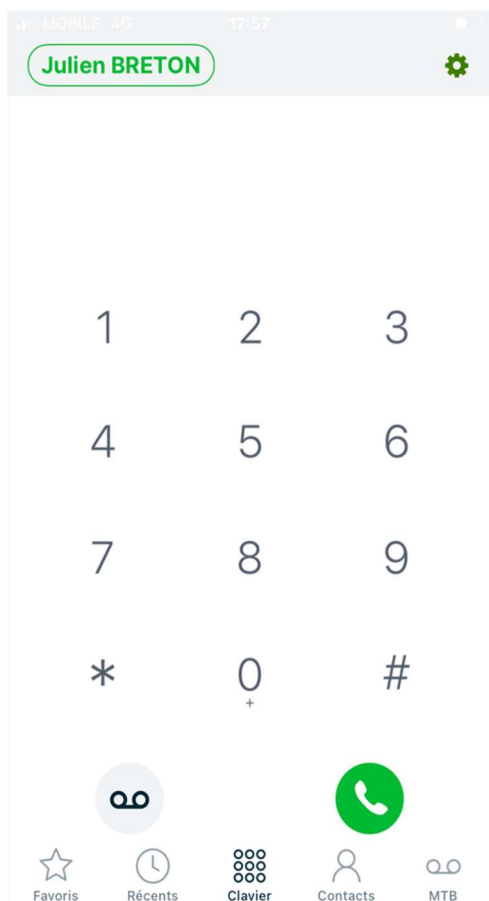 MOBILE 4G 17:57
Julien BRETON
1 2 3
4 5 6
7 8 9
* 0 #
+
Favoris Récents Clavier Contacts MTB